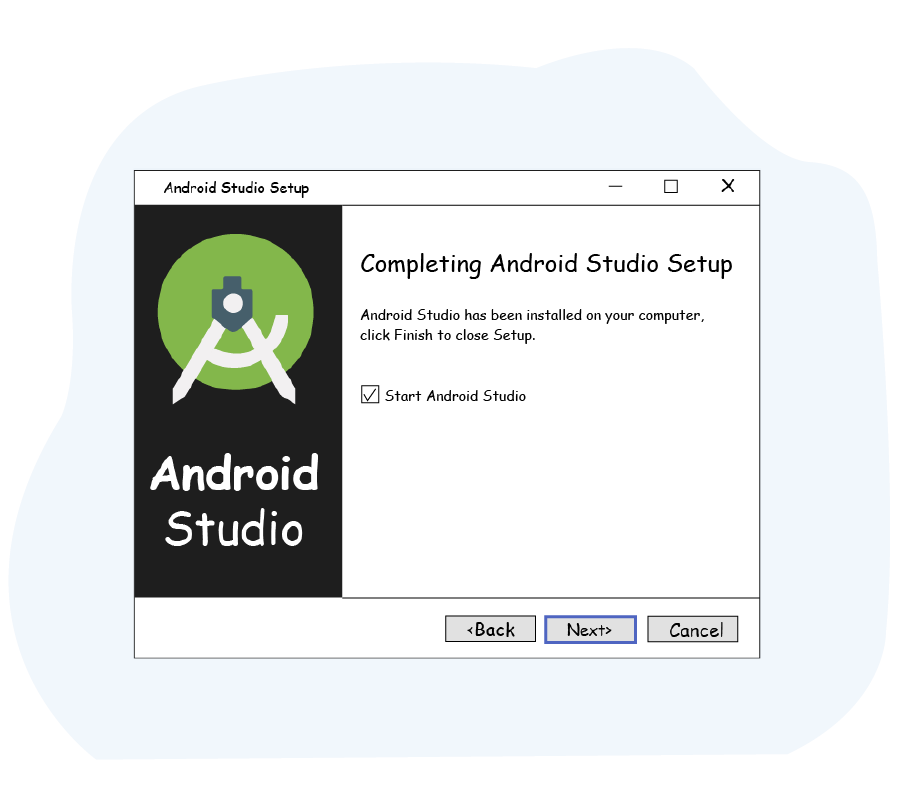 Android Studio Setup
Completing Android Studio Setup
Android Studio has been installed on your computer,
click Finish to close Setup.
Start Android Studio
Android
Studio
<Back
Next>
Cancel